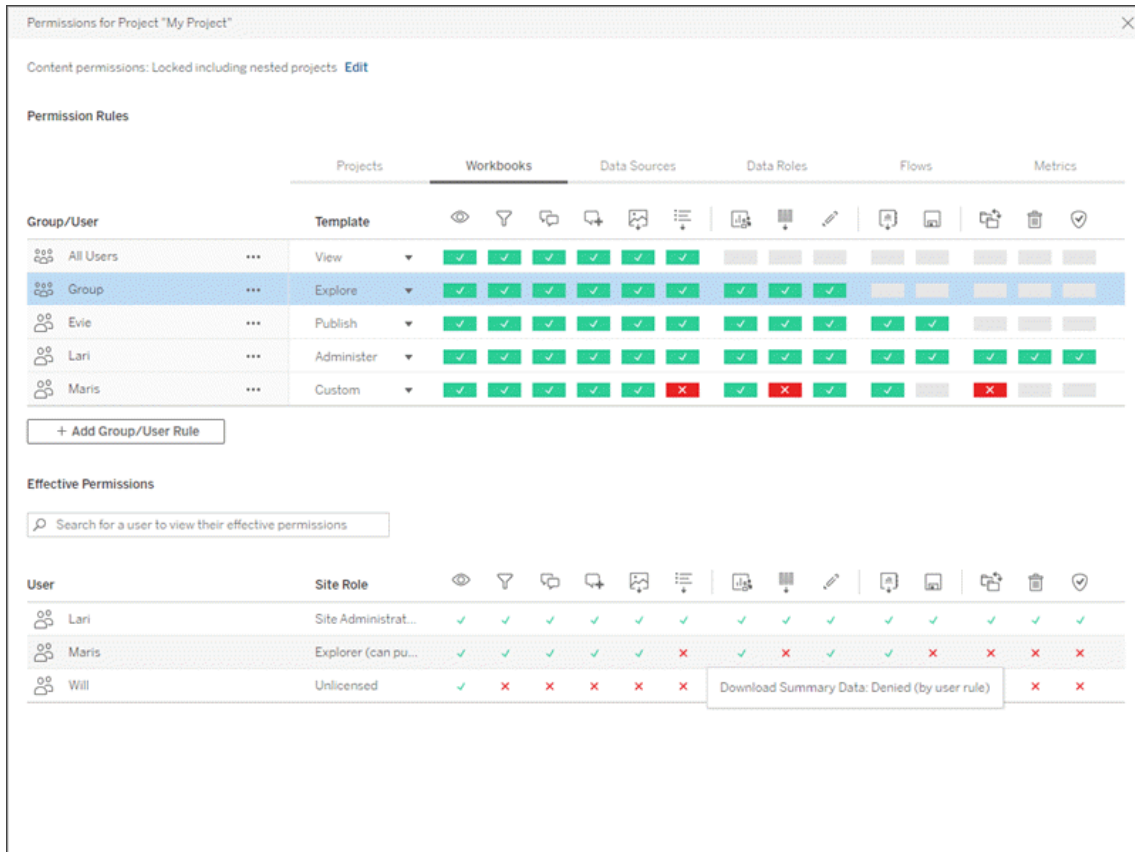 Permissions for Project "My Project"
Content permissions: Locked including nested projects Edit
Permission Rules
Projects Workbooks Data Sources Data Roles Flows Metrics
Group/User Template
All Users View
Group Explore
Evie Publish
Lari Administer
Maris Custom
+ Add Group/User Rule
Effective Permissions
Search for a user to view their effective permissions
User Site Role
Lari Site Administrat...
Maris Explorer (can pu...
Will Unlicensed
Download Summary Data: Denied (by user rule)